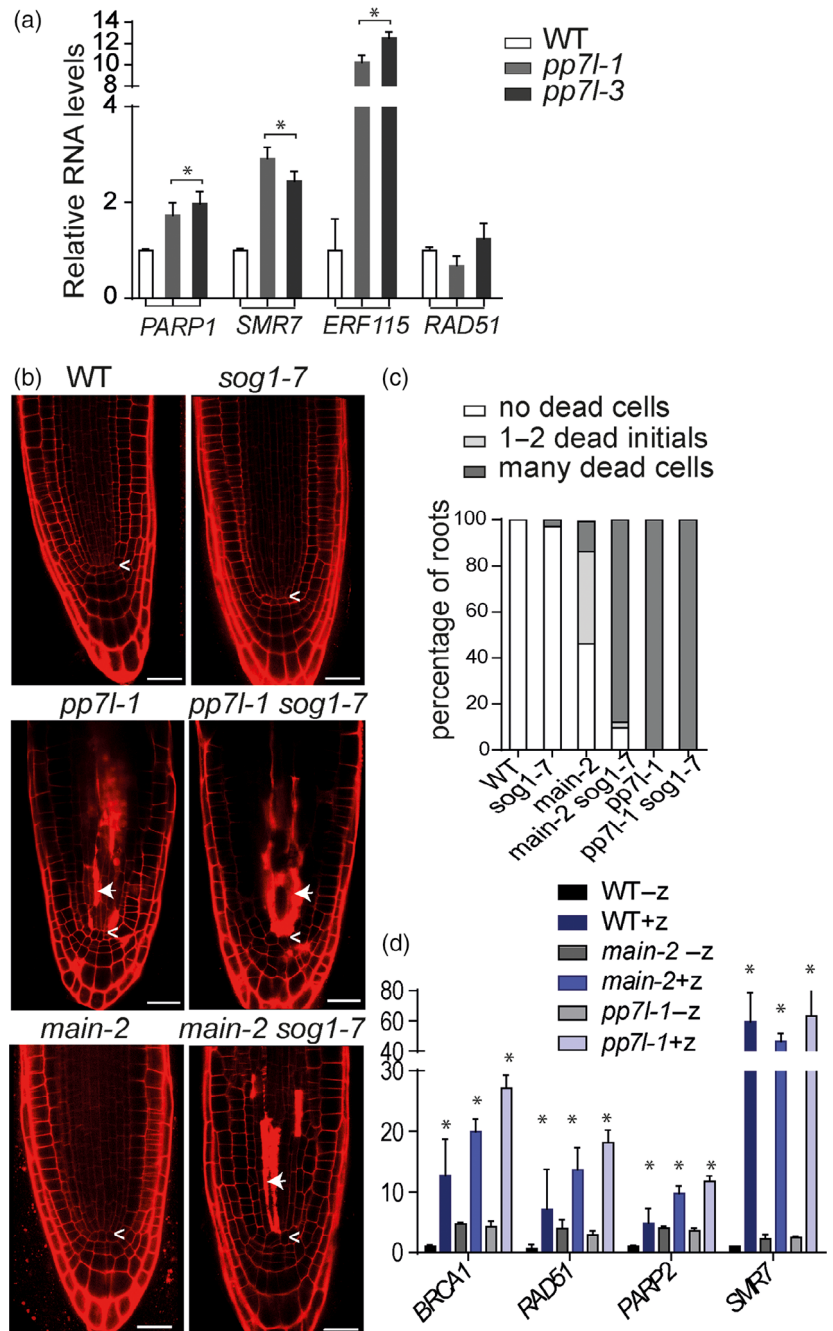 (a)
14
12
10
4
2
0
Relative RNA levels
*
*
*
WT
pp7l-1
pp7l-3
PARP1
SMR7
ERF115
RAD51
(b)
WT
sog1-7
<
<
pp7l-1
pp7l-1 sog1-7
<
<
main-2
main-2 sog1-7
<
<
(c)
no dead cells
1–2 dead initials
many dead cells
100
80
60
40
20
0
percentage of roots
WT
sog1-7
main-2
main-2 sog1-7
pp7l-1
pp7l-1 sog1-7
(d)
WT–z
WT+z
main-2 –z
main-2+z
pp7l-1–z
pp7l-1+z
80
60
40
30
20
10
0
* * *
* * *
* * *
* * *
BRCA1
RAD51
PARP2
SMR7